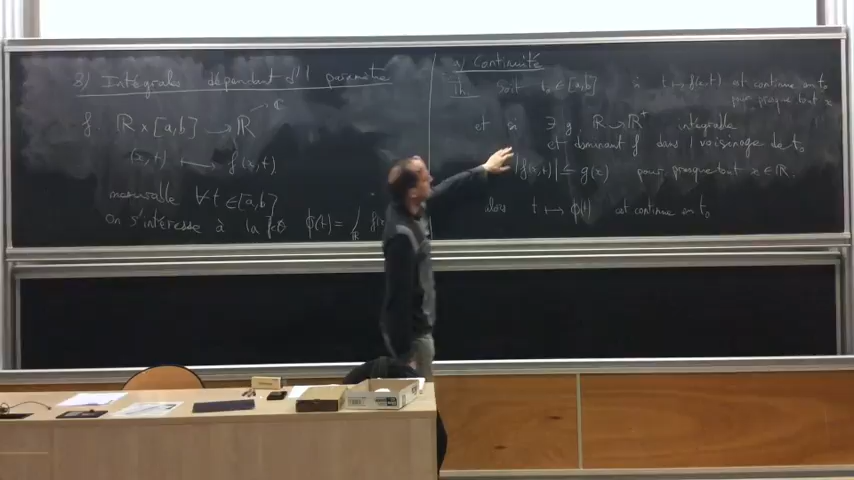 3) Intégrales dépendant d'1 paramètre
f : ℝ × [a,b] → ℝ ℂ
(x,t) ⟼ f(x,t)
mesurable ∀ t ∈ [a,b]
On s'intéresse à la fct ϕ(t) = ∫ℝ f(x
a) Continuité
Th. Soit t₀ ∈ [a,b] si t ↦ f(x,t) est continue en t₀
pour presque tout x
et si ∃ g ℝ → ℝ⁺ intégrable
et dominant f dans 1 voisinage de t₀
|f(x,t)| ≤ g(x) pour presque tout x ∈ ℝ.
alors t ↦ ϕ(t) est continue en t₀